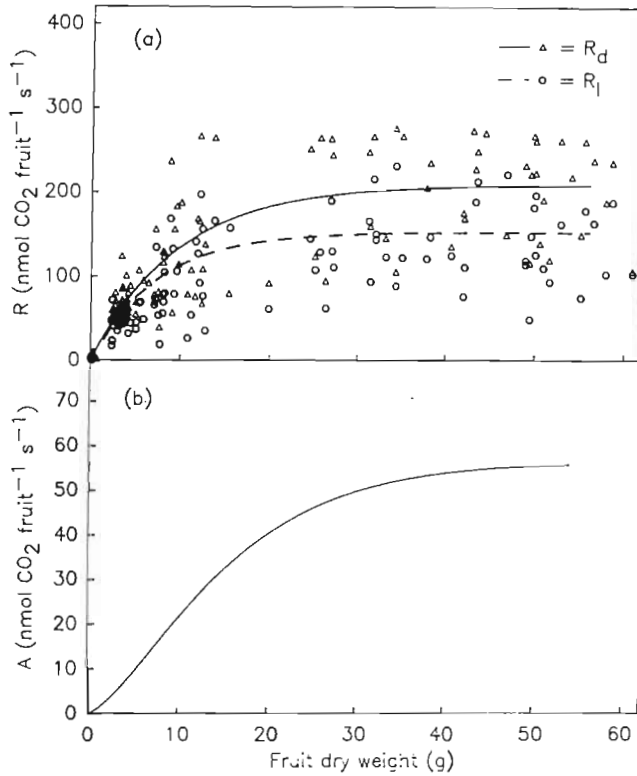 (a)
△ = R_d
○ = R_l
400
300
200
100
0
R (nmol CO₂ fruit⁻¹ s⁻¹)
(b)
70
60
50
40
30
20
10
0
A (nmol CO₂ fruit⁻¹ s⁻¹)
0 10 20 30 40 50 60
Fruit dry weight (g)